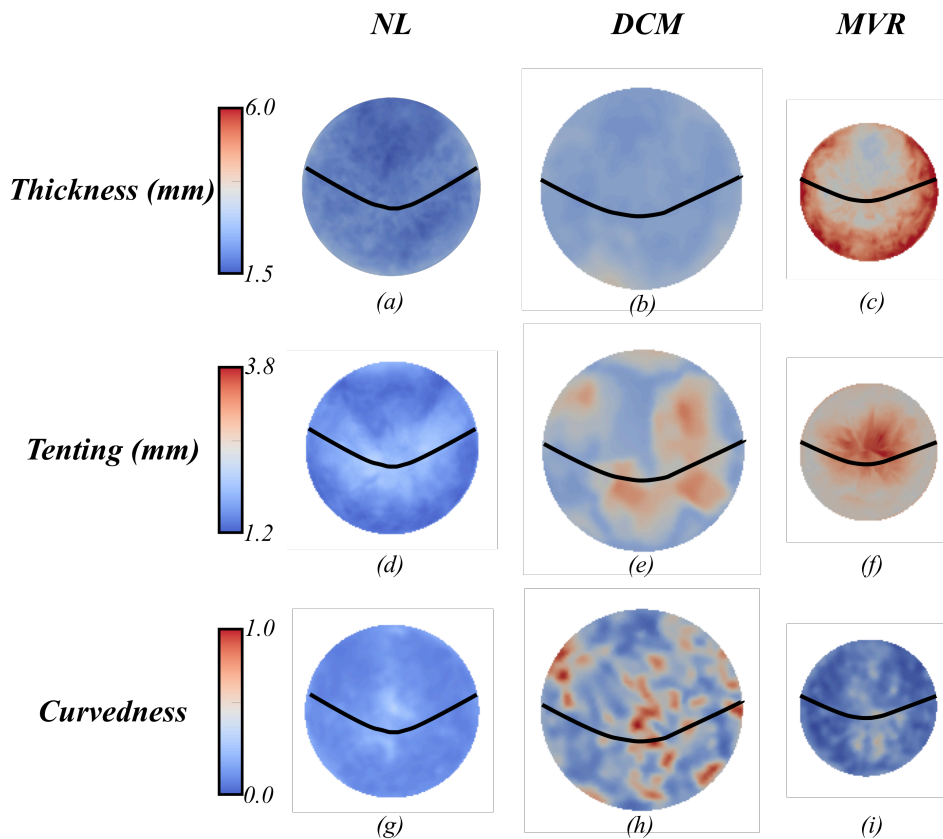 NL DCM MVR
6.0
Thickness (mm)
1.5
(a) (b) (c)
3.8
Tenting (mm)
1.2
(d) (e) (f)
1.0
Curvedness
0.0
(g) (h) (i)